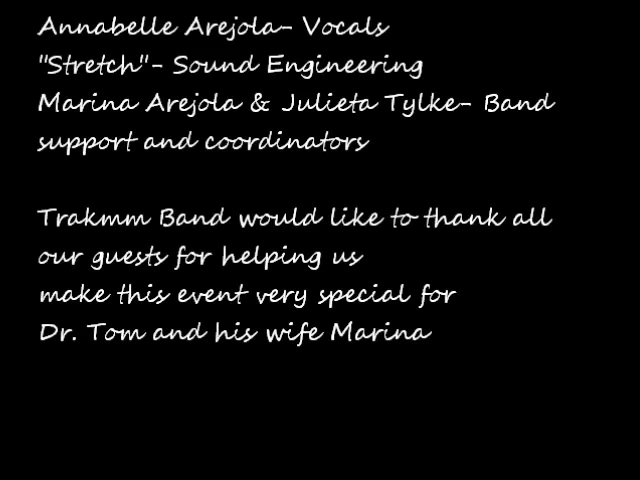 Annabelle Arejola- Vocals
"Stretch"- Sound Engineering
Marina Arejola & Julieta Tylke- Band
support and coordinators
Trakmm Band would like to thank all
our guests for helping us
make this event very special for
Dr. Tom and his wife Marina